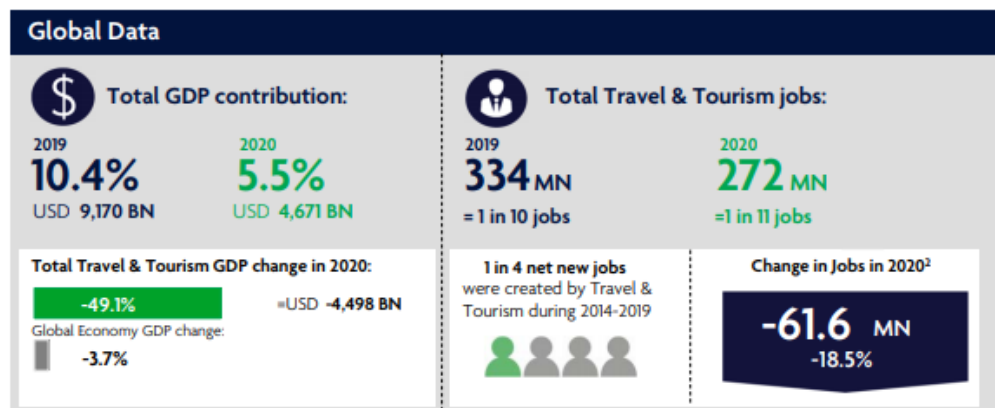 Global Data
$
Total GDP contribution:
2019
10.4%
USD 9,170 BN
2020
5.5%
USD 4,671 BN
Total Travel & Tourism GDP change in 2020:
-49.1%
=USD -4,498 BN
Global Economy GDP change:
-3.7%
Total Travel & Tourism jobs:
2019
334 MN
= 1 in 10 jobs
2020
272 MN
=1 in 11 jobs
1 in 4 net new jobs
were created by Travel &
Tourism during 2014-2019
Change in Jobs in 2020²
-61.6 MN
-18.5%